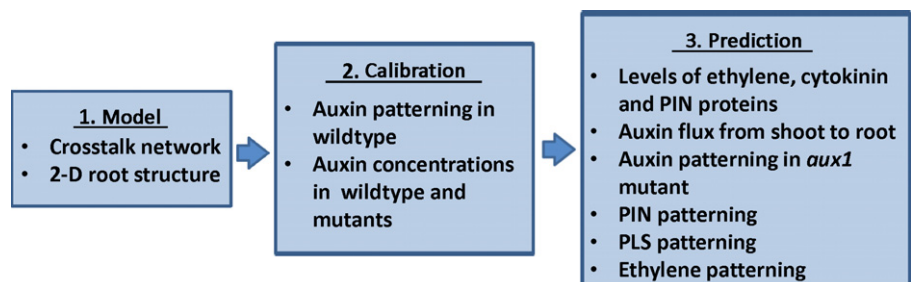 1. Model
• Crosstalk network
• 2-D root structure
2. Calibration
• Auxin patterning in
wildtype
• Auxin concentrations
in wildtype and
mutants
3. Prediction
• Levels of ethylene, cytokinin
and PIN proteins
• Auxin flux from shoot to root
• Auxin patterning in aux1
mutant
• PIN patterning
• PLS patterning
• Ethylene patterning